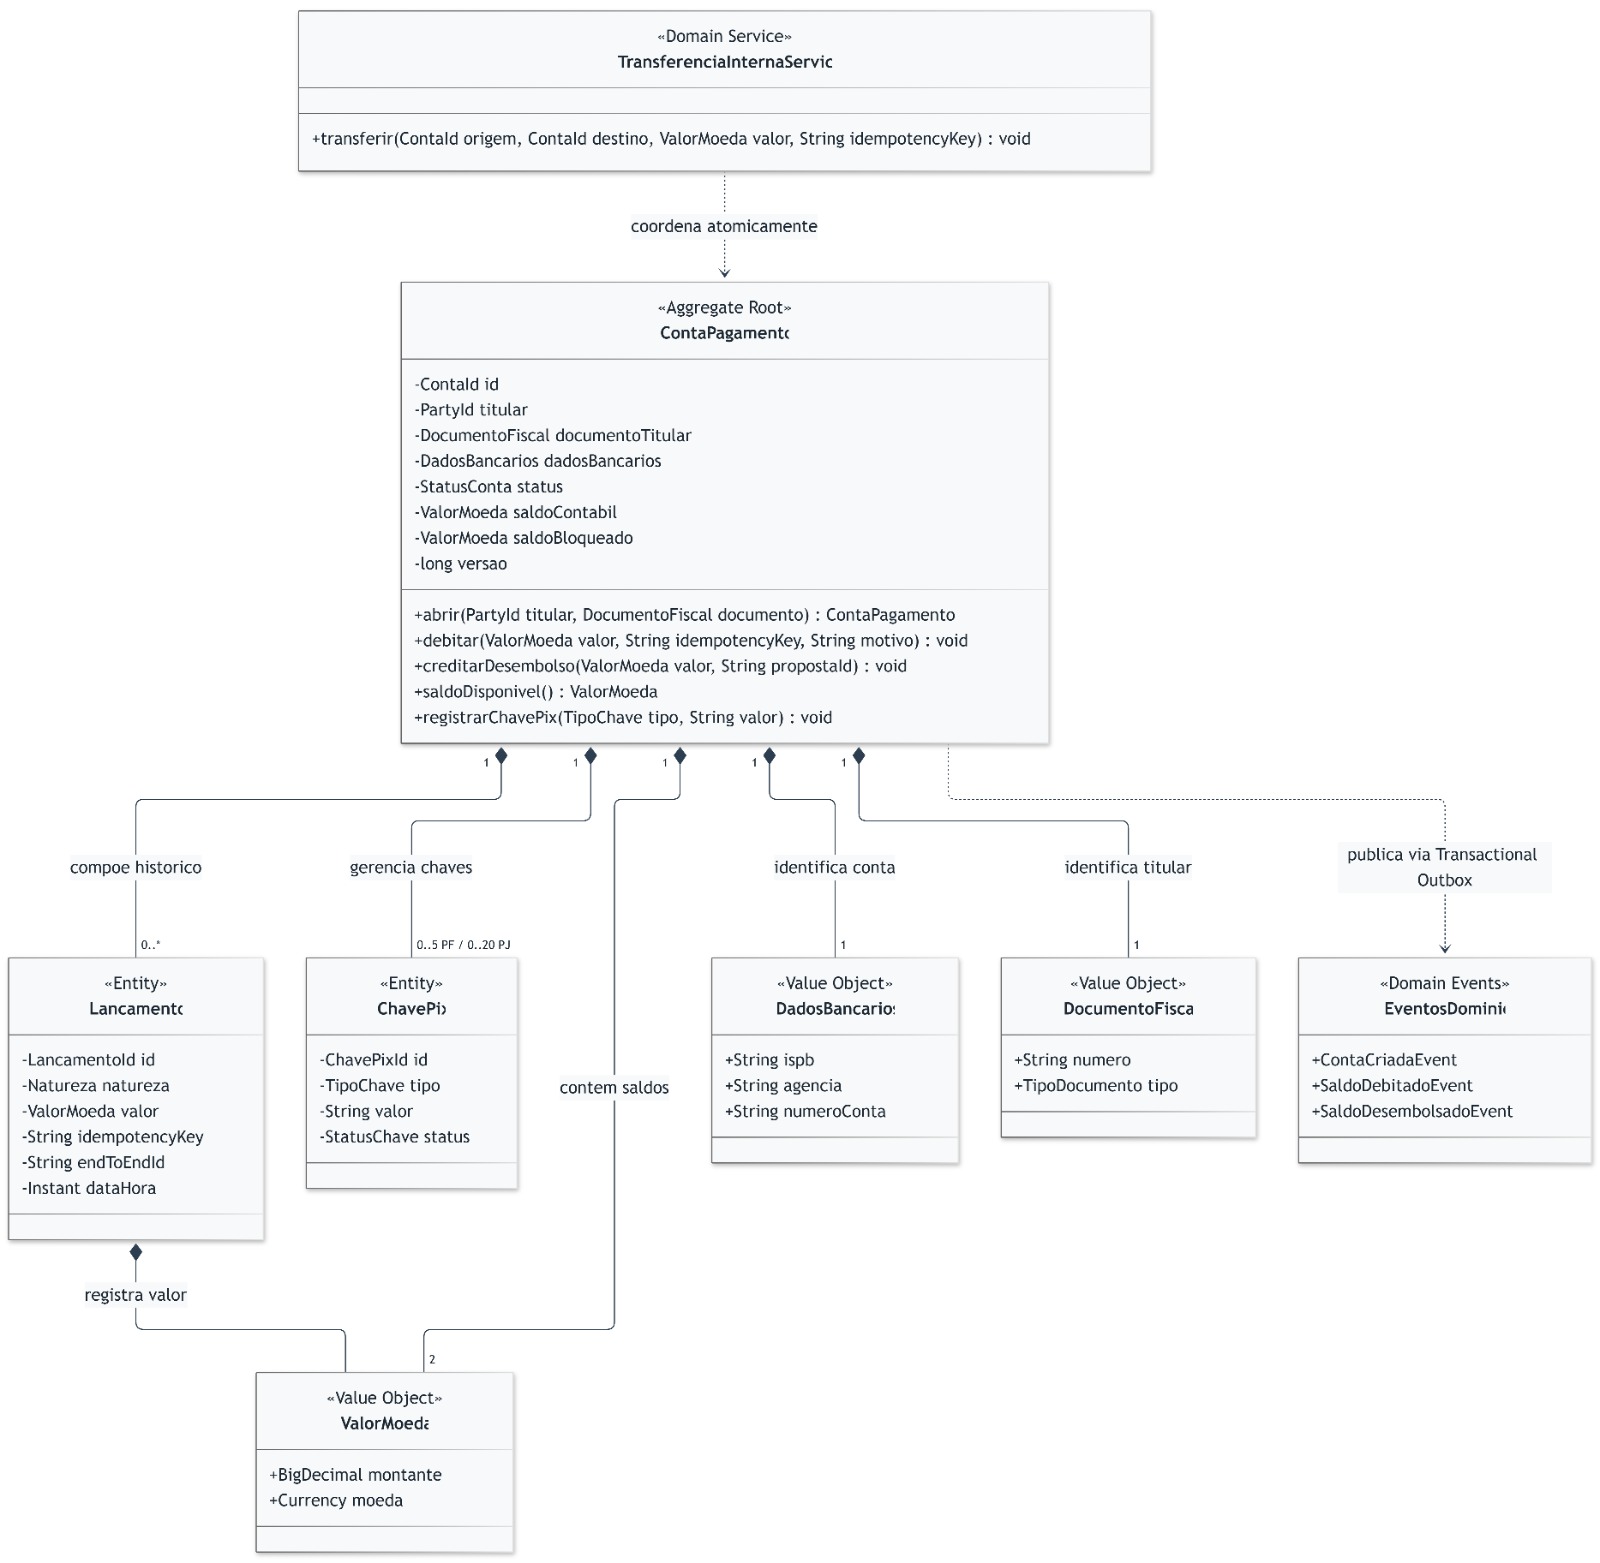 «Domain Service»
TransferenciaInternaServic
+transferir(ContaId origem, ContaId destino, ValorMoeda valor, String idempotencyKey) : void
coordena atomicamente
«Aggregate Root»
ContaPagamento
-ContaId id
-PartyId titular
-DocumentoFiscal documentoTitular
-DadosBancarios dadosBancarios
-StatusConta status
-ValorMoeda saldoContabil
-ValorMoeda saldoBloqueado
-long versao
+abrir(PartyId titular, DocumentoFiscal documento) : ContaPagamento
+debitar(ValorMoeda valor, String idempotencyKey, String motivo) : void
+creditarDesembolso(ValorMoeda valor, String propostaId) : void
+saldoDisponivel() : ValorMoeda
+registrarChavePix(TipoChave tipo, String valor) : void
1 1 1 1 1
compoe historico
gerencia chaves
identifica conta
identifica titular
publica via Transactional
Outbox
0..*
0..5 PF / 0..20 PJ
1
1
«Entity»
Lancamento
-LancamentoId id
-Natureza natureza
-ValorMoeda valor
-String idempotencyKey
-String endToEndId
-Instant dataHora
«Entity»
ChavePix
-ChavePixId id
-TipoChave tipo
-String valor
-StatusChave status
contem saldos
«Value Object»
DadosBancarios
+String ispb
+String agencia
+String numeroConta
«Value Object»
DocumentoFisca
+String numero
+TipoDocumento tipo
«Domain Events»
EventosDomini
+ContaCriadaEvent
+SaldoDebitadoEvent
+SaldoDesembolsadoEvent
registra valor
2
«Value Object»
ValorMoeda
+BigDecimal montante
+Currency moeda